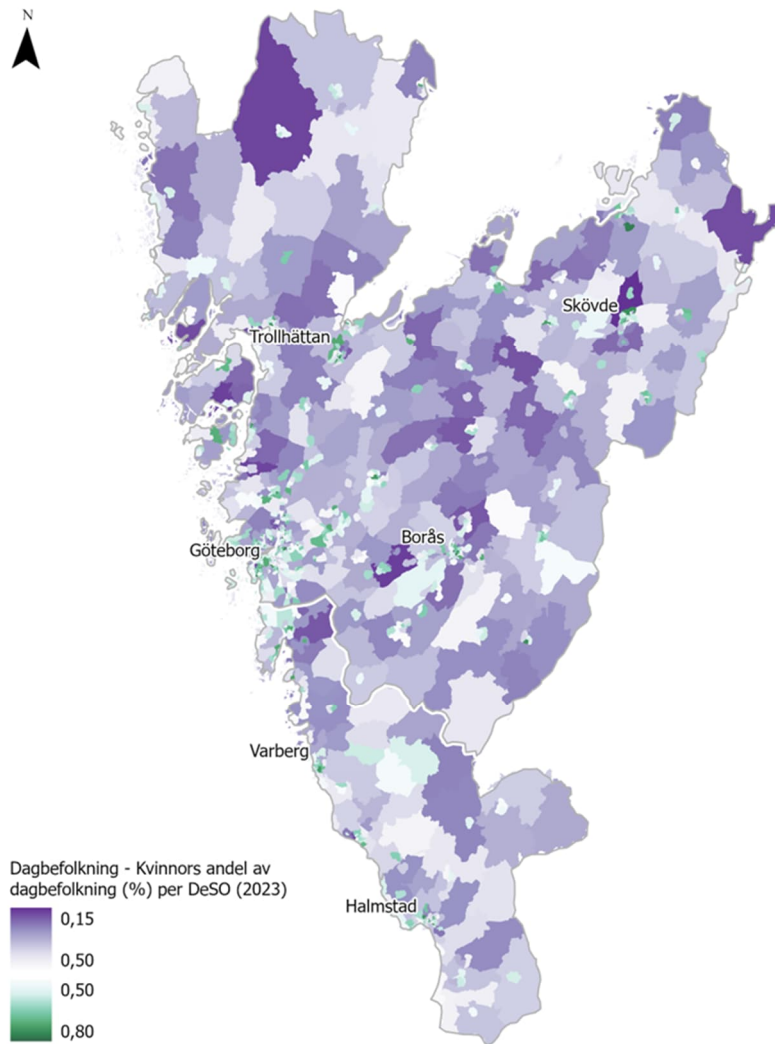 N
Skövde
Trollhättan
Borås
Göteborg
Varberg
Halmstad
Dagbefolkning - Kvinnors andel av
dagbefolkning (%) per DeSO (2023)
0,15
0,50
0,50
0,80